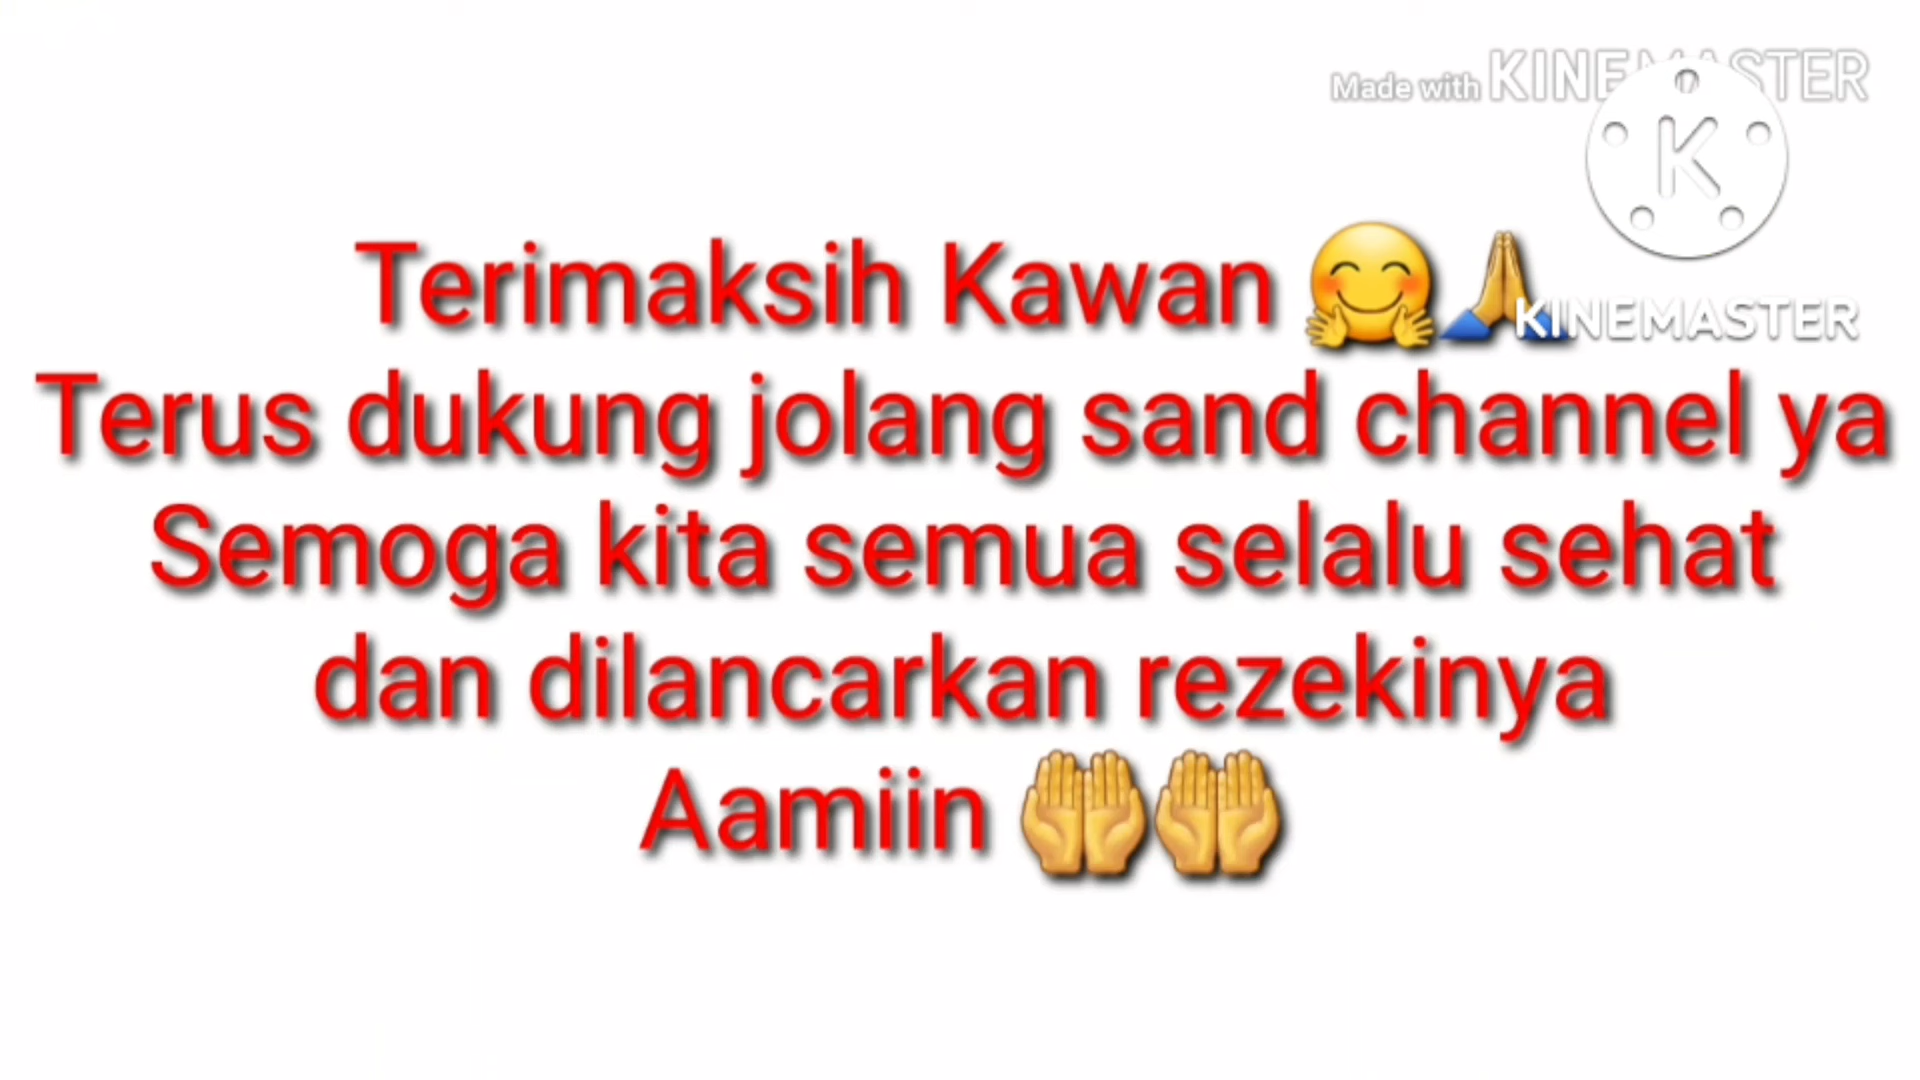 Made with KINEMASTER
K
Terimaksih Kawan 🤗🙏
KINEMASTER
Terus dukung jolang sand channel ya
Semoga kita semua selalu sehat
dan dilancarkan rezekinya
Aamiin 🤲🤲